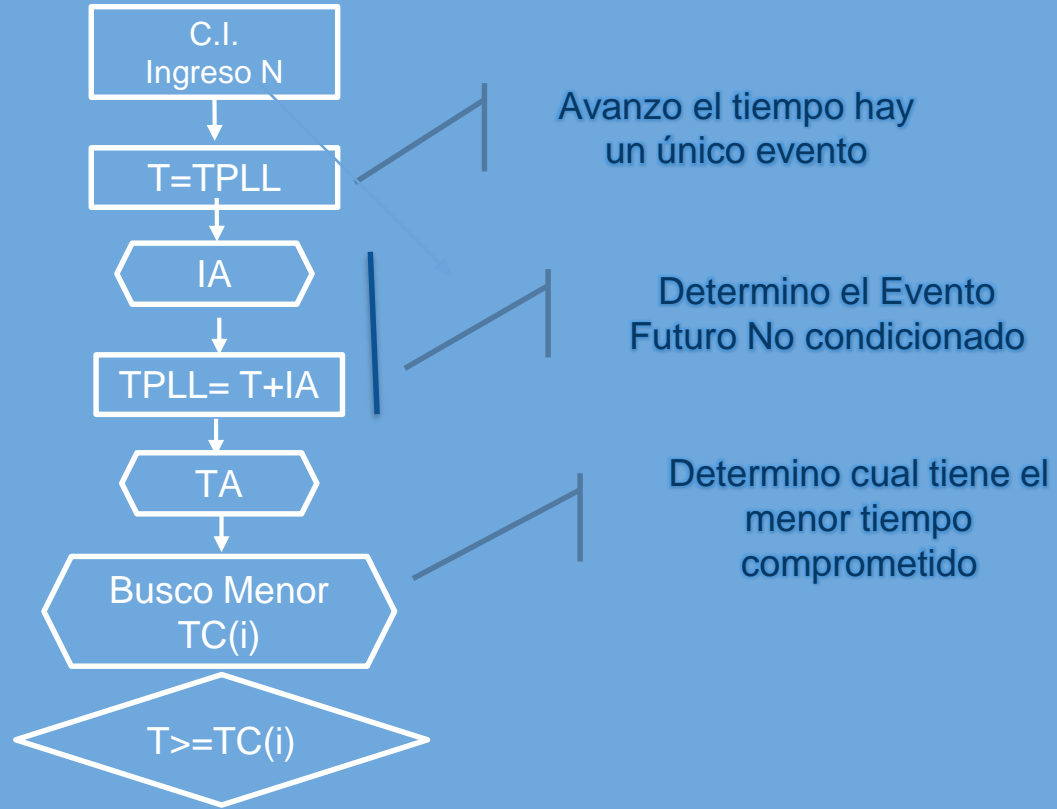 C.I.
Ingreso N
Avanzo el tiempo hay
un único evento
T=TPLL
IA
Determino el Evento
Futuro No condicionado
TPLL= T+IA
TA
Determino cual tiene el
menor tiempo
comprometido
Busco Menor
TC(i)
T>=TC(i)